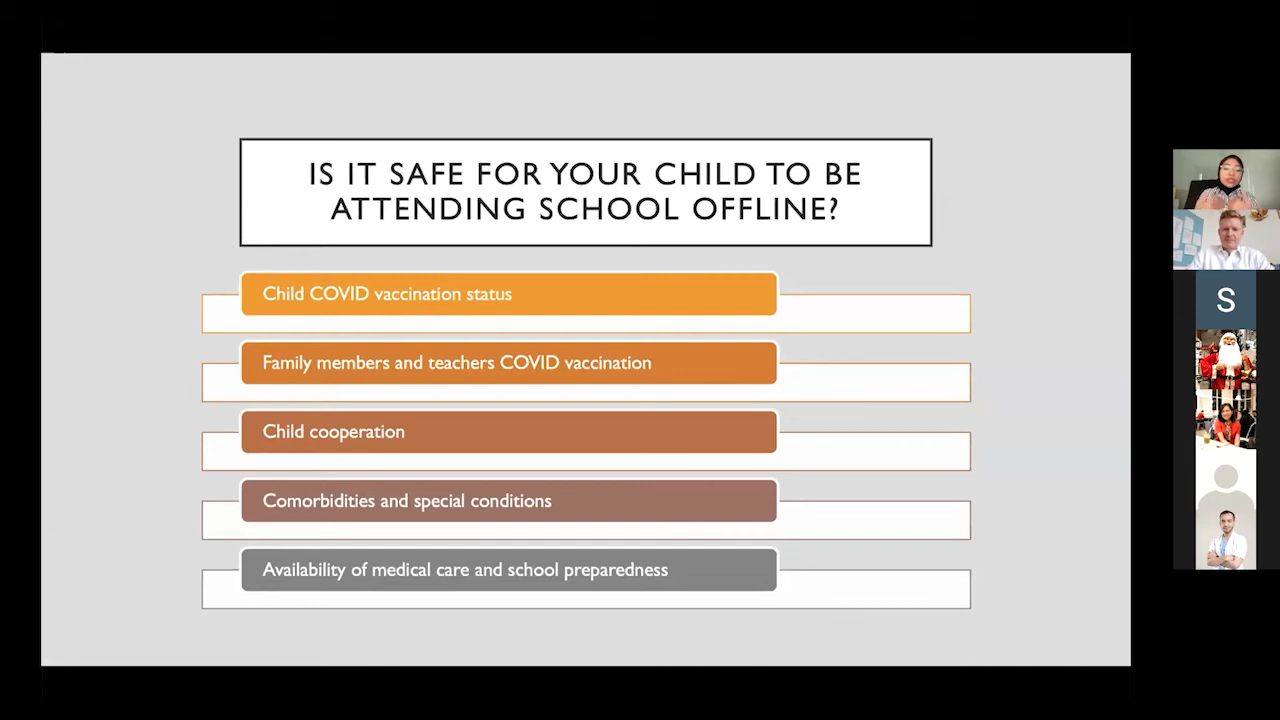 IS IT SAFE FOR YOUR CHILD TO BE
ATTENDING SCHOOL OFFLINE?
Child COVID vaccination status
Family members and teachers COVID vaccination
Child cooperation
Comorbidities and special conditions
Availability of medical care and school preparedness
S